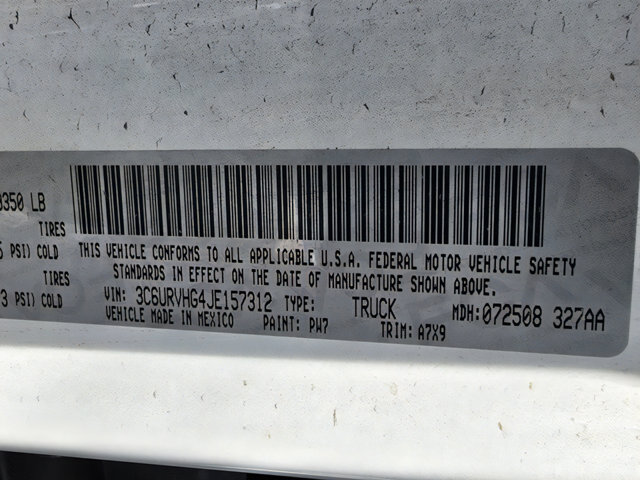 350 LB
TIRES
PSI) COLD
TIRES
3 PSI) COLD
THIS VEHICLE CONFORMS TO ALL APPLICABLE U.S.A. FEDERAL MOTOR VEHICLE SAFETY
STANDARDS IN EFFECT ON THE DATE OF MANUFACTURE SHOWN ABOVE.
VIN: 3C6URVHG4JE157312 TYPE: TRUCK MDH:072508 327AA
VEHICLE MADE IN MEXICO PAINT: PW7 TRIM: A7X9